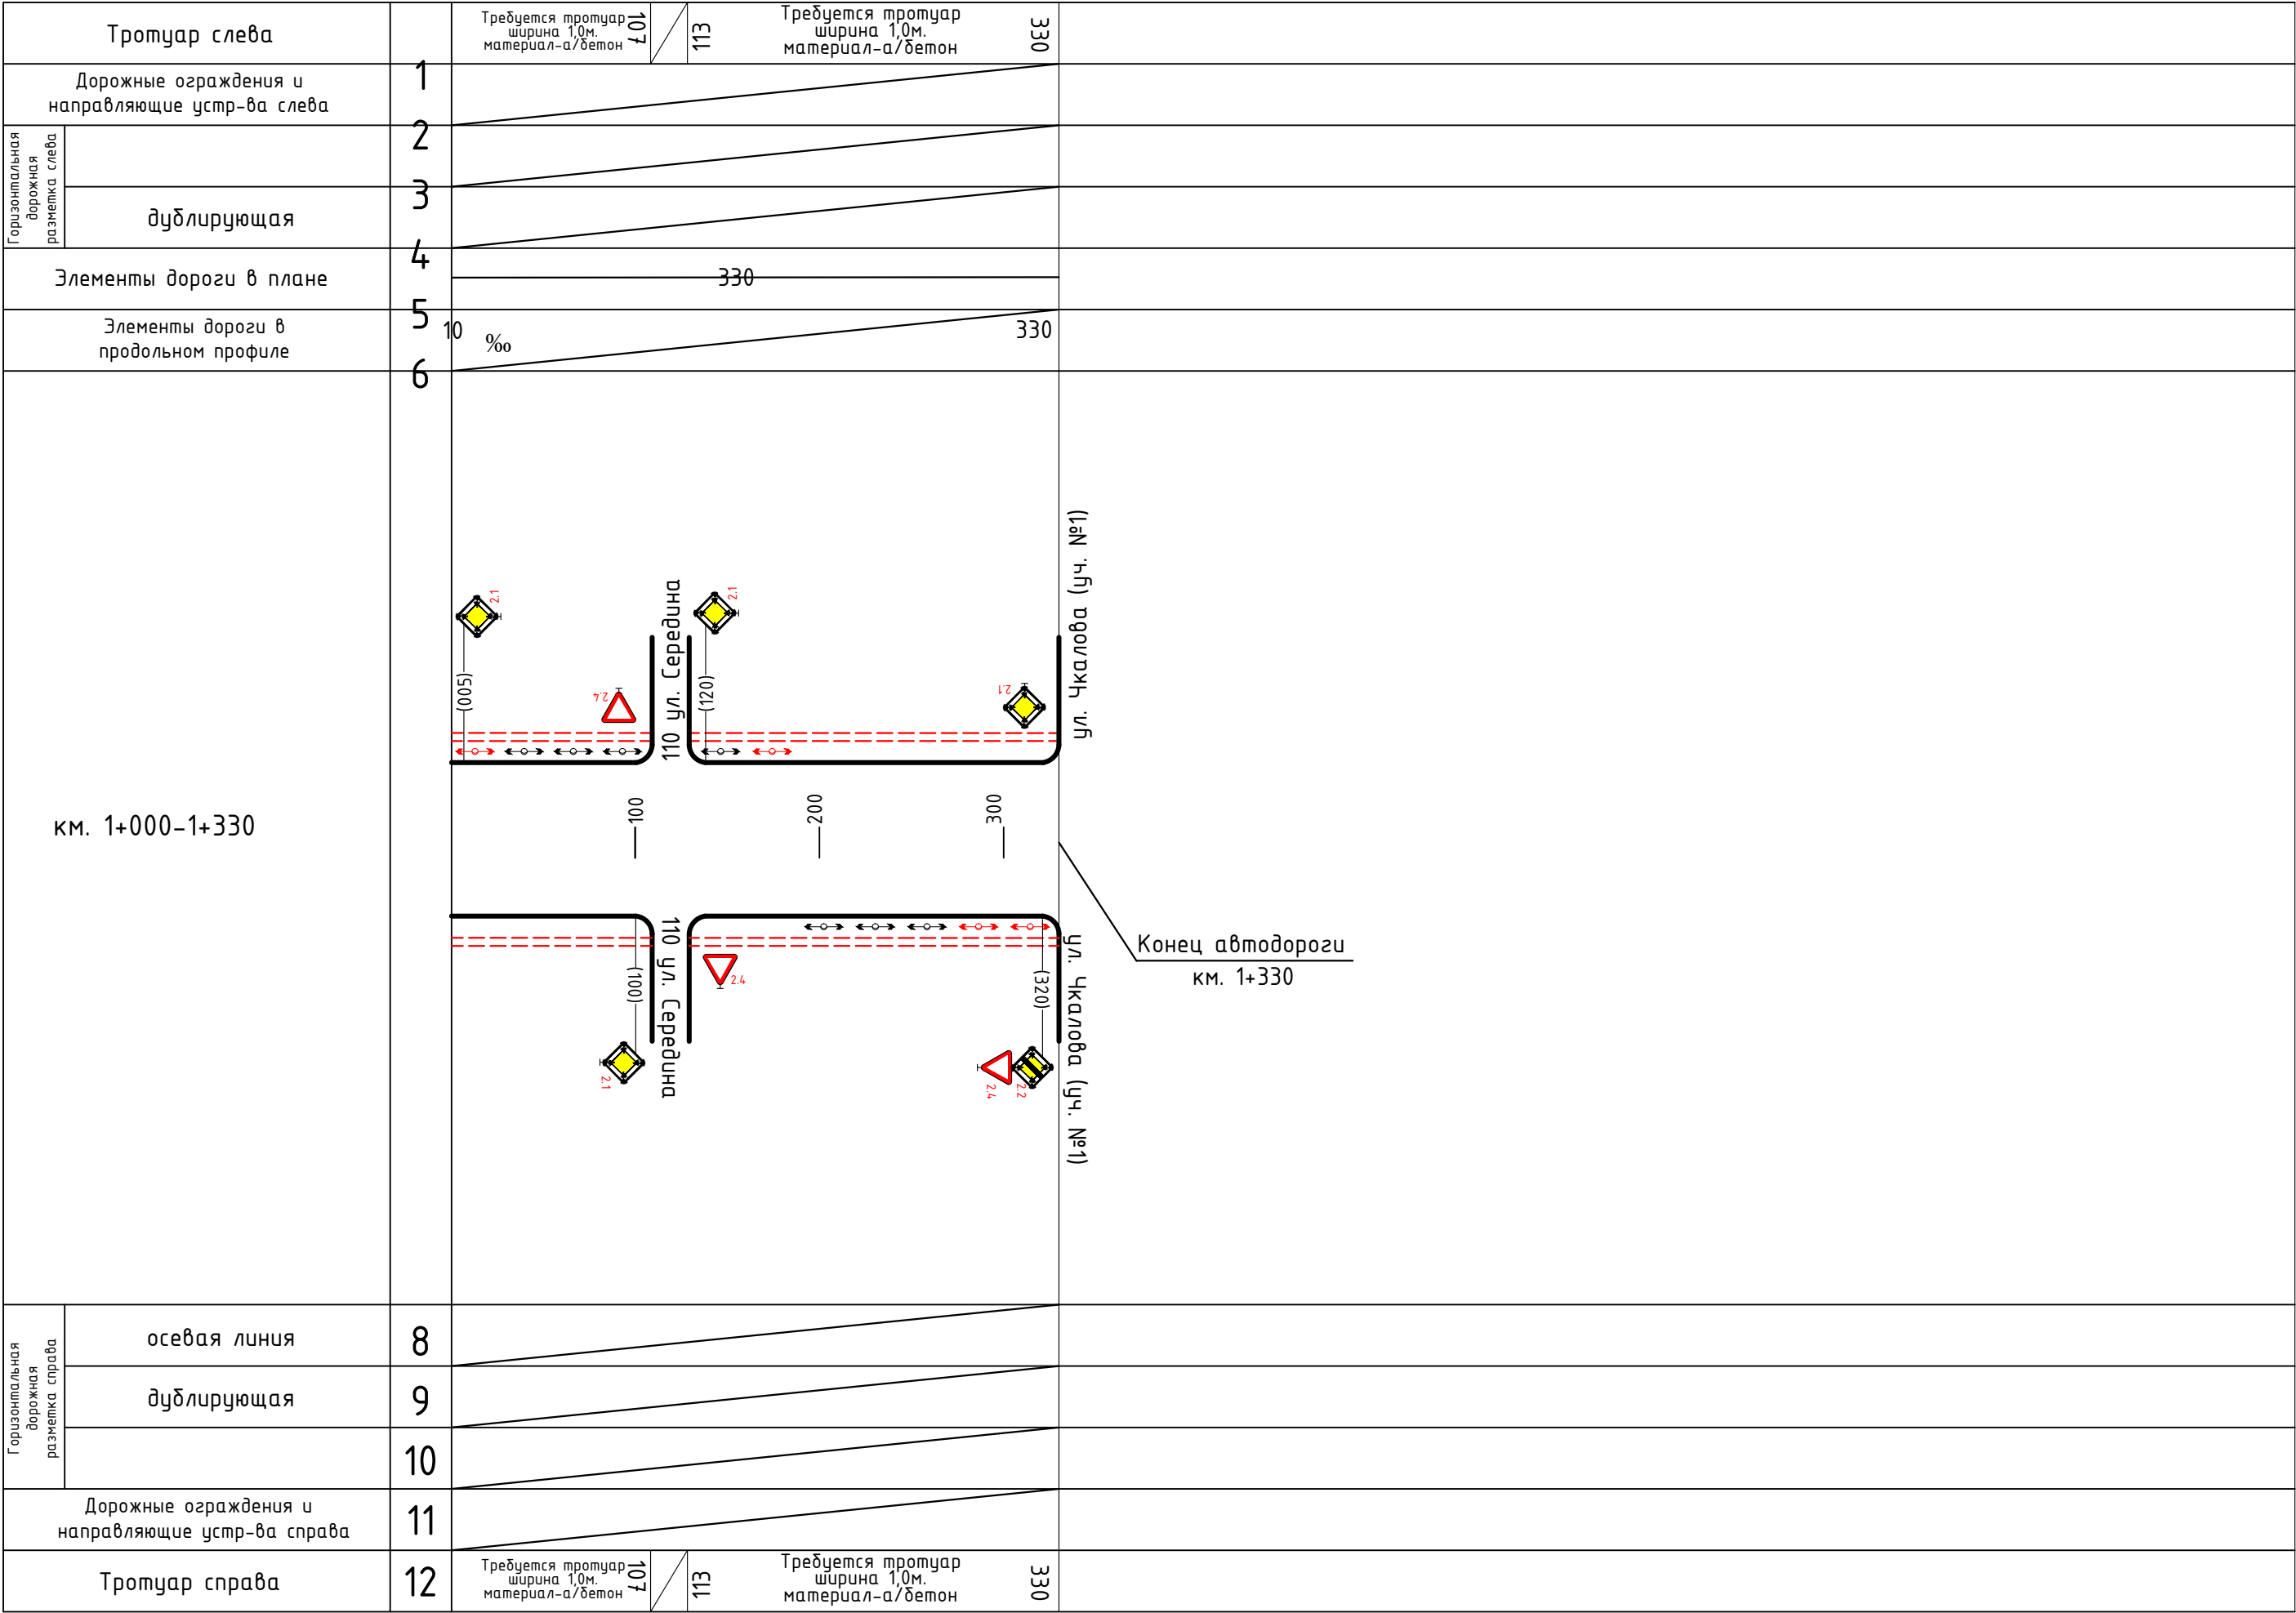 Тротуар слева
Требуется тротуар
ширина 1,0м.
материал-а/бетон
107
113
Требуется тротуар
ширина 1,0м.
материал-а/бетон
330
1
Дорожные ограждения и
направляющие устр-ва слева
2
Горизонтальная
дорожная
разметка слева
3
дублирующая
4
Элементы дороги в плане
330
5
Элементы дороги в
продольном профиле
10
‰
330
6
км. 1+000-1+330
2.1
(005)
2.4
110 ул. Середина
2.1
(120)
2.1
ул. Чкалова (уч. №1)
100
200
300
(100)
2.1
110 ул. Середина
2.4
(320)
2.4
2.2
ул. Чкалова (уч. №1)
Конец автодороги
км. 1+330
Горизонтальная
дорожная
разметка справа
осевая линия
8
дублирующая
9
10
Дорожные ограждения и
направляющие устр-ва справа
11
Тротуар справа
12
Требуется тротуар
ширина 1,0м.
материал-а/бетон
107
113
Требуется тротуар
ширина 1,0м.
материал-а/бетон
330